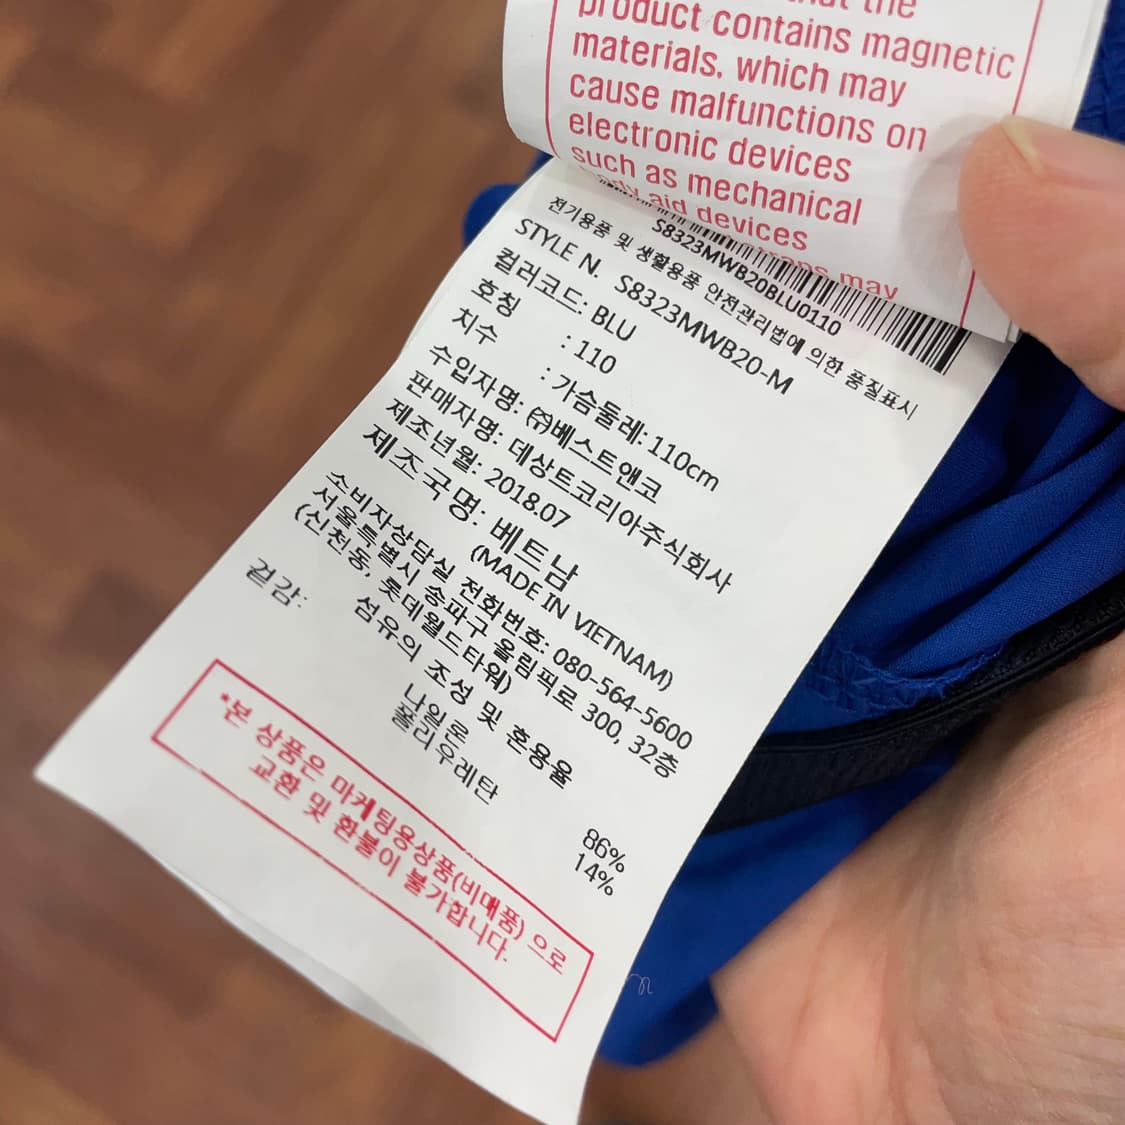 that the
product contains magnetic
materials, which may
cause malfunctions on
electronic devices
such as mechanical
aid devices
may
S8323MWB20BLU0110
전기용품 및 생활용품 안전관리법에 의한 품질표시
STYLE N. S8323MWB20-M
컬러코드: BLU
호칭 : 110
치수 : 가슴둘레:110cm
수입자명: ㈜베스트앤코
판매자명: 데상트코리아주식회사
제조년월: 2018.07
제조국명: 베트남
(MADE IN VIETNAM)
소비자상담실 전화번호: 080-564-5600
서울특별시 송파구 올림픽로 300, 32층
(신천동, 롯데월드타워)
섬유의 조성 및 혼용율
겉감:
나일론 86%
폴리우레탄 14%
*본 상품은 마케팅용상품(비매품)으로
교환 및 환불이 불가합니다.